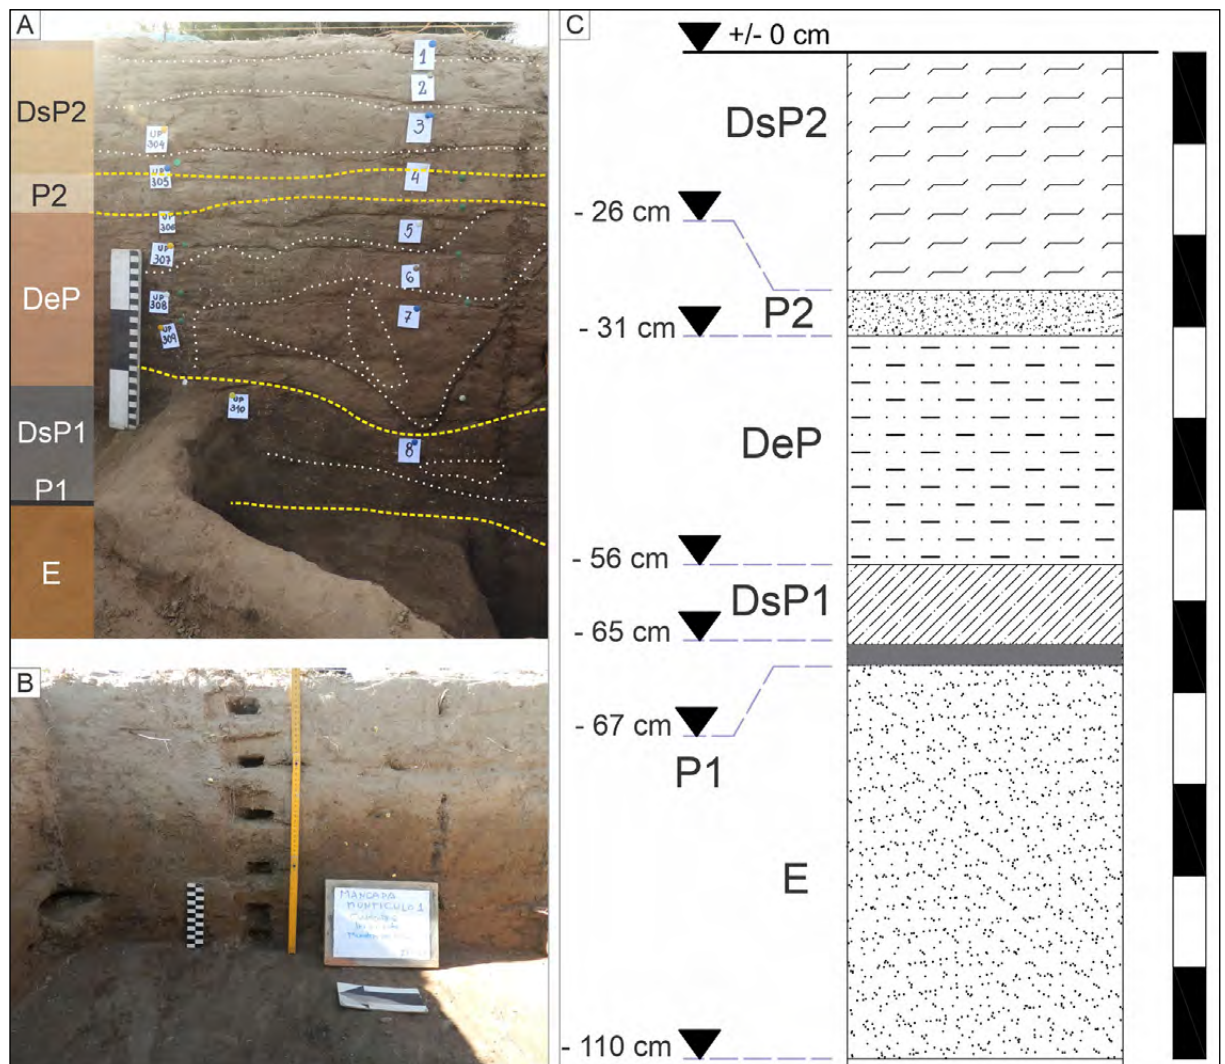 A
1
2
3
4
5
6
7
8
UP
304
UP
305
UP
306
UP
307
UP
308
UP
309
UP
310
DsP2
P2
DeP
DsP1
P1
E
B
MANCAPA
MONTICULO 1
C
+/- 0 cm
DsP2
- 26 cm
P2
- 31 cm
DeP
- 56 cm
DsP1
- 65 cm
- 67 cm
P1
E
- 110 cm